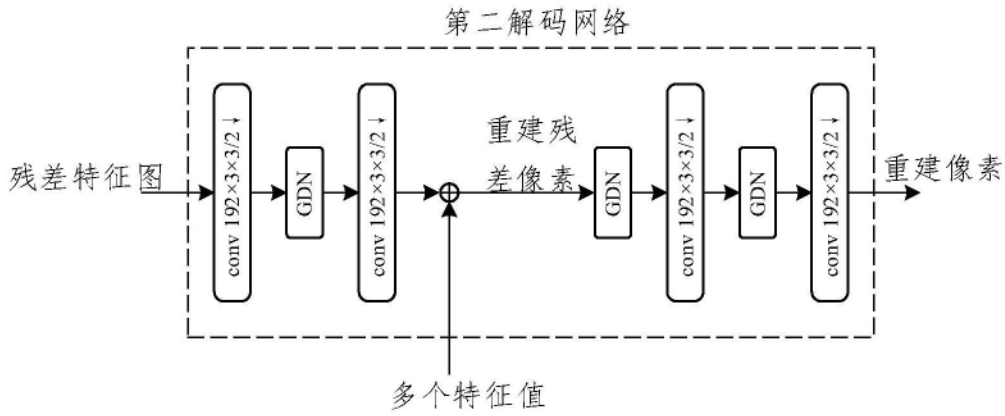 第二解码网络
残差特征图
conv 192×3×3/2↓
GDN
conv 192×3×3/2↓
重建残
差像素
GDN
conv 192×3×3/2↓
GDN
conv 192×3×3/2↓
重建像素
多个特征值